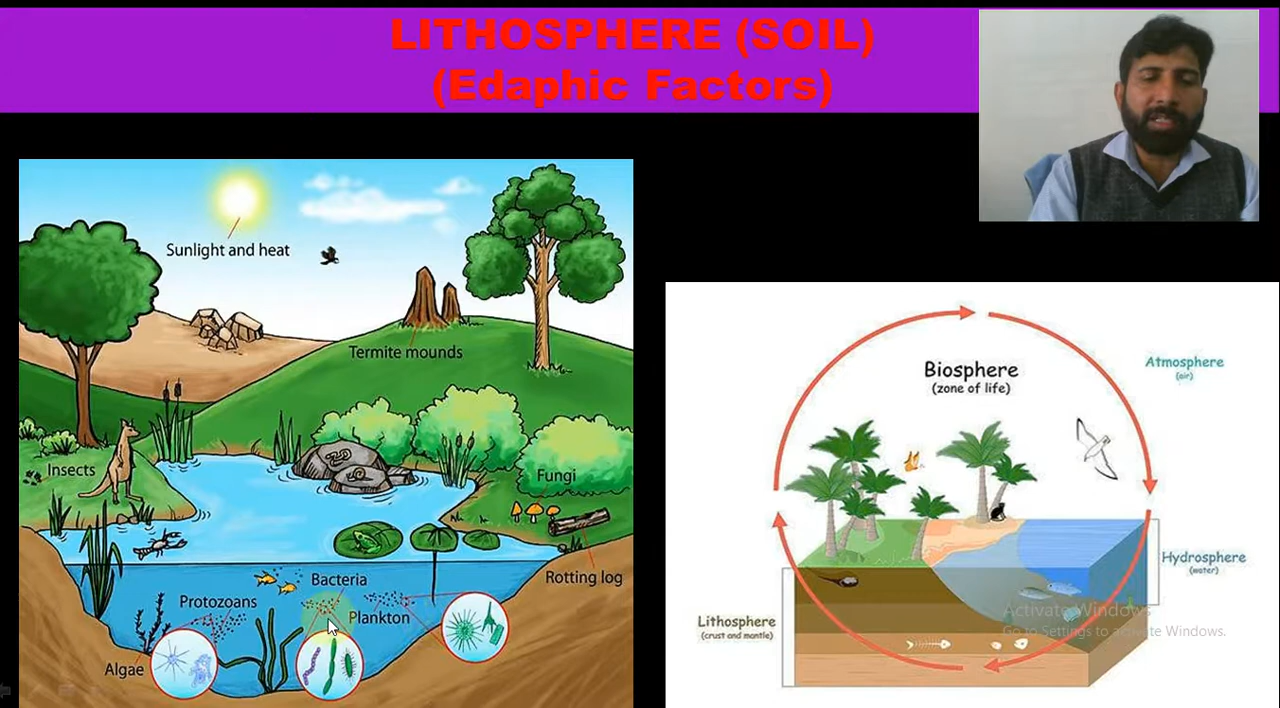 LITHOSPHERE (SOIL)
(Edaphic Factors)
Sunlight and heat
Termite mounds
Insects
Fungi
Rotting log
Bacteria
Protozoans
Plankton
Algae
Biosphere
(zone of life)
Atmosphere
(air)
Hydrosphere
(water)
Lithosphere
(crust and mantle)
Activate Windows
Go to Settings to activate Windows.